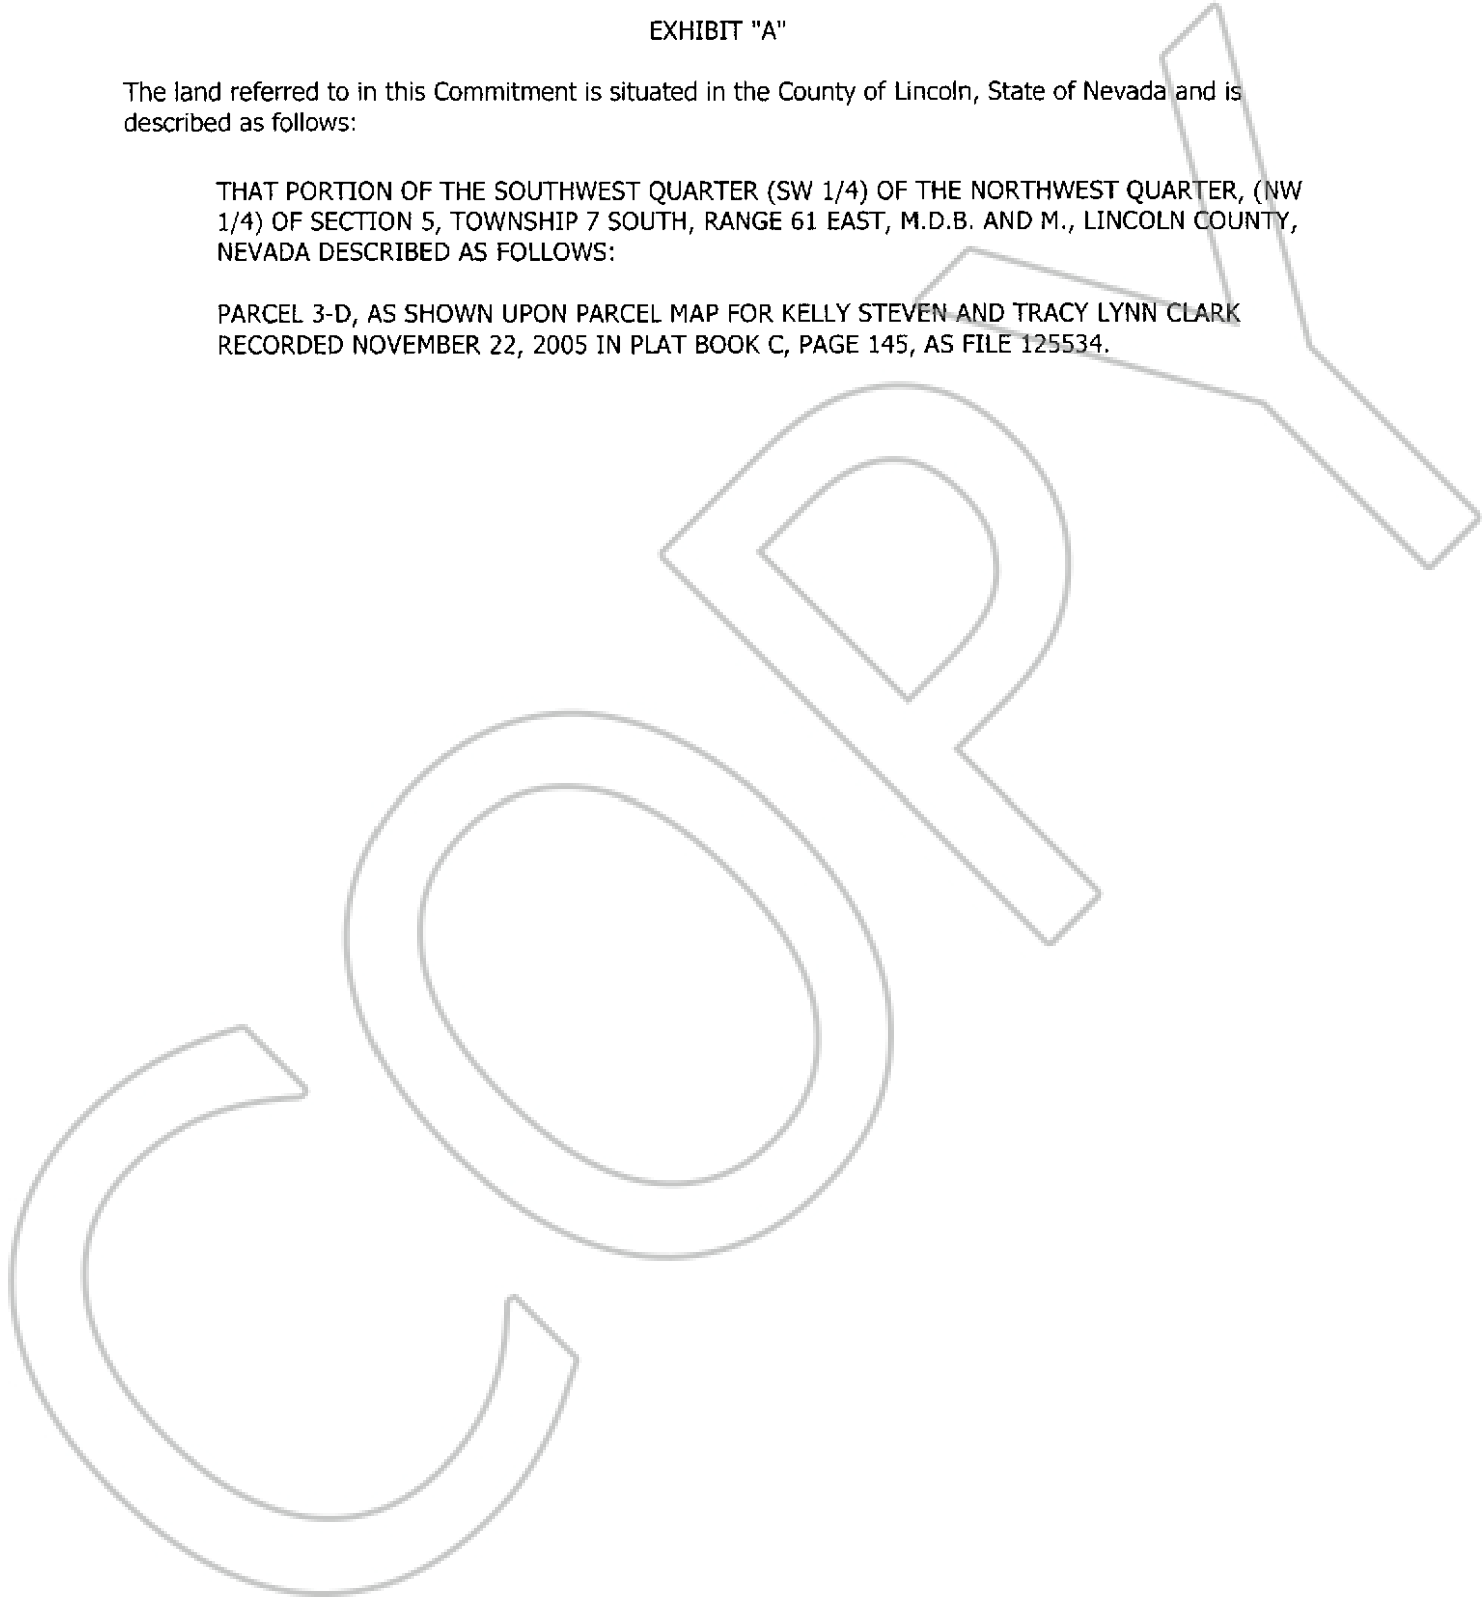 EXHIBIT "A"
The land referred to in this Commitment is situated in the County of Lincoln, State of Nevada and is
described as follows:
THAT PORTION OF THE SOUTHWEST QUARTER (SW 1/4) OF THE NORTHWEST QUARTER, (NW
1/4) OF SECTION 5, TOWNSHIP 7 SOUTH, RANGE 61 EAST, M.D.B. AND M., LINCOLN COUNTY,
NEVADA DESCRIBED AS FOLLOWS:
PARCEL 3-D, AS SHOWN UPON PARCEL MAP FOR KELLY STEVEN AND TRACY LYNN CLARK
RECORDED NOVEMBER 22, 2005 IN PLAT BOOK C, PAGE 145, AS FILE 125534.
COPY